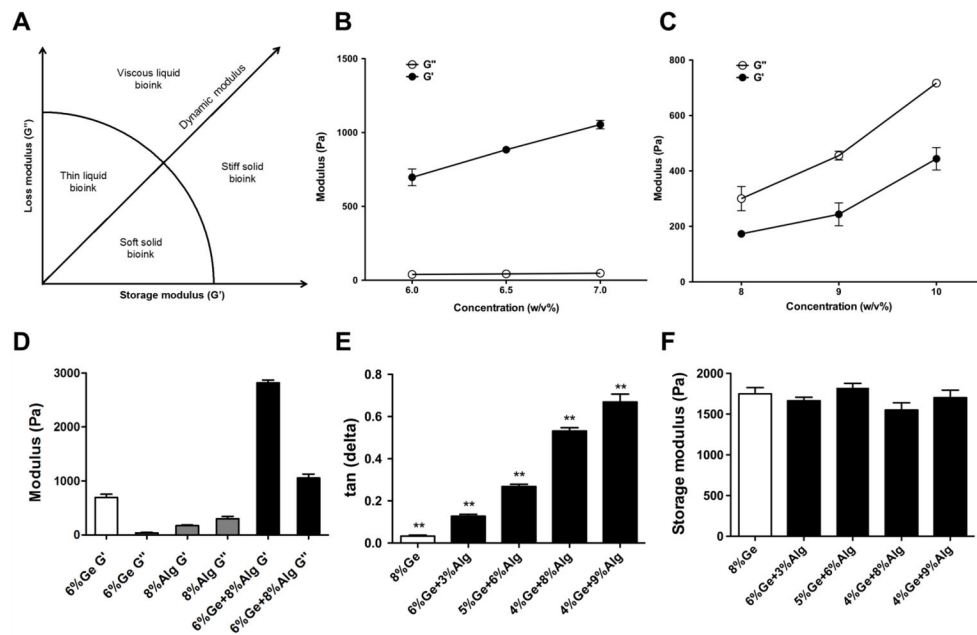 A
Loss modulus (G'')
Viscous liquid
bioink
Dynamic modulus
Thin liquid
bioink
Stiff solid
bioink
Soft solid
bioink
Storage modulus (G')
B
G''
G'
Modulus (Pa)
1500
1000
500
0
6.0
6.5
7.0
Concentration (w/v%)
C
G''
G'
Modulus (Pa)
800
600
400
200
0
8
9
10
Concentration (w/v%)
D
Modulus (Pa)
3000
2000
1000
0
6%Ge G'
6%Ge G''
8%Alg G'
8%Alg G''
6%Ge+8%Alg G'
6%Ge+8%Alg G''
E
tan (delta)
0.8
0.6
0.4
0.2
0.0
**
**
**
**
**
8%Ge
6%Ge+3%Alg
5%Ge+6%Alg
4%Ge+8%Alg
4%Ge+9%Alg
F
Storage modulus (Pa)
2000
1500
1000
500
0
8%Ge
6%Ge+3%Alg
5%Ge+6%Alg
4%Ge+8%Alg
4%Ge+9%Alg